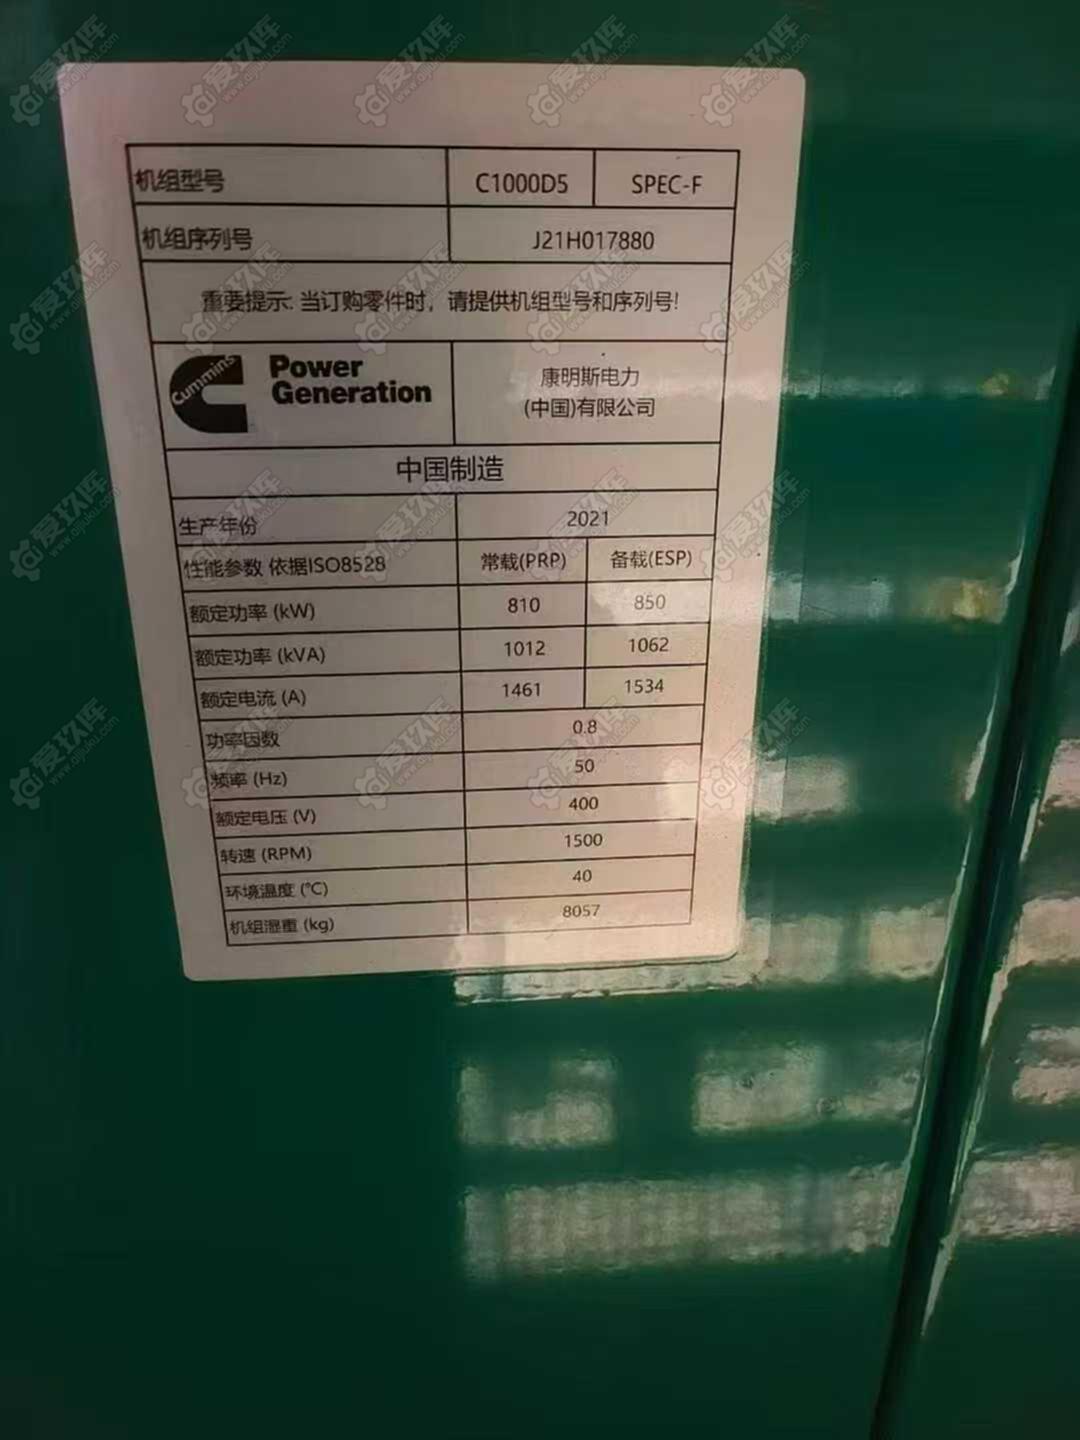 机组型号 C1000D5 SPEC-F
机组序列号 J21H017880
重要提示: 当订购零件时，请提供机组型号和序列号!
Cummins
Power
Generation
康明斯电力
(中国)有限公司
中国制造
生产年份 2021
性能参数 依据ISO8528 常载(PRP) 备载(ESP)
额定功率 (kW) 810 850
额定功率 (kVA) 1012 1062
额定电流 (A) 1461 1534
功率因数 0.8
频率 (Hz) 50
额定电压 (V) 400
转速 (RPM) 1500
环境温度 (℃) 40
机组湿重 (kg) 8057
爱玖库
www.aijiuku.com